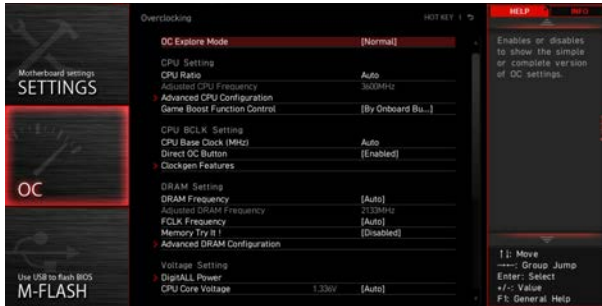 Overclocking
HOT KEY
HELP
INFO
OC Explore Mode [Normal]
CPU Setting
CPU Ratio Auto
Adjusted CPU Frequency 3600MHz
Advanced CPU Configuration
Game Boost Function Control [By Onboard Bu...]
CPU BCLK Setting
CPU Base Clock (MHz) Auto
Direct OC Button [Enabled]
Clockgen Features
DRAM Setting
DRAM Frequency [Auto]
Adjusted DRAM Frequency 2133MHz
FCLK Frequency [Auto]
Memory Try It ! [Disabled]
Advanced DRAM Configuration
Voltage Setting
DigitALL Power
CPU Core Voltage 1.336V [Auto]
Motherboard settings
SETTINGS
OC
Use USB to flash BIOS
M-FLASH
Enables or disables
to show the simple
or complete version
of OC settings.
↑↓: Move
→←: Group Jump
Enter: Select
+/-: Value
F1: General Help